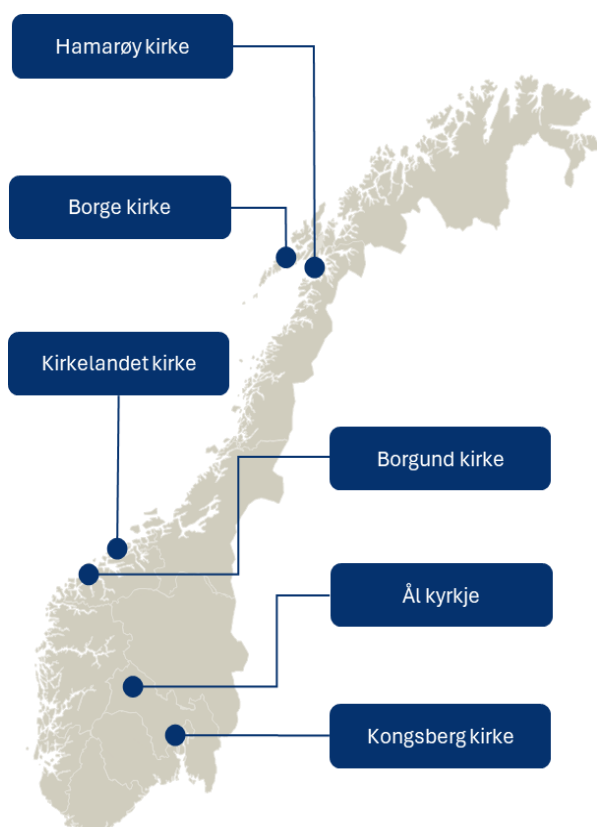 Hamarøy kirke
Borge kirke
Kirkelandet kirke
Borgund kirke
Ål kyrkje
Kongsberg kirke